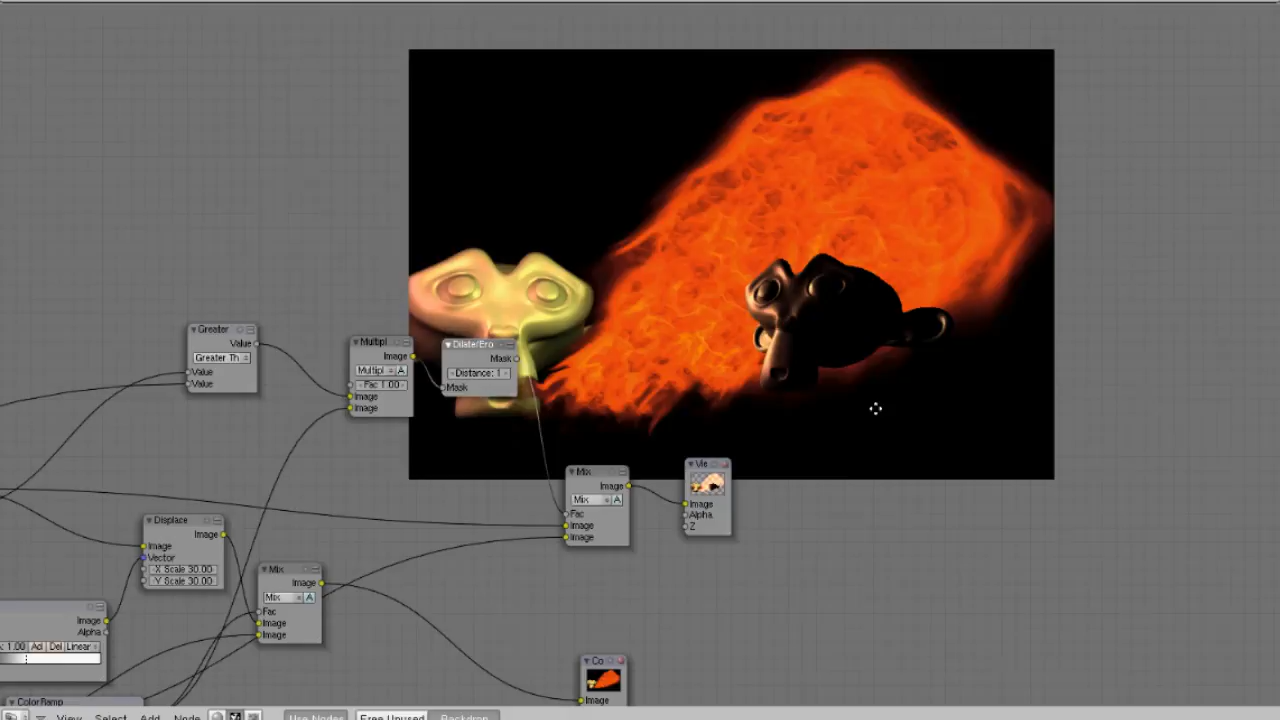 Greater
Value
Greater Th
Value
Value
Multipl
Image
Multipl A
Fac 1.00
Image
Image
Dilate/Ero
Mask
Distance: 1
Mask
Mix
Image
Mix A
Fac
Image
Image
Vie
Image
Alpha
Z
Displace
Image
Image
Vector
X Scale 30.00
Y Scale 30.00
Mix
Image
Mix A
Fac
Image
Image
Image
Alpha
1.00 Del Linear
Co
Image
ColorRamp
View Select Add Node Use Nodes Free Unused Backdrop